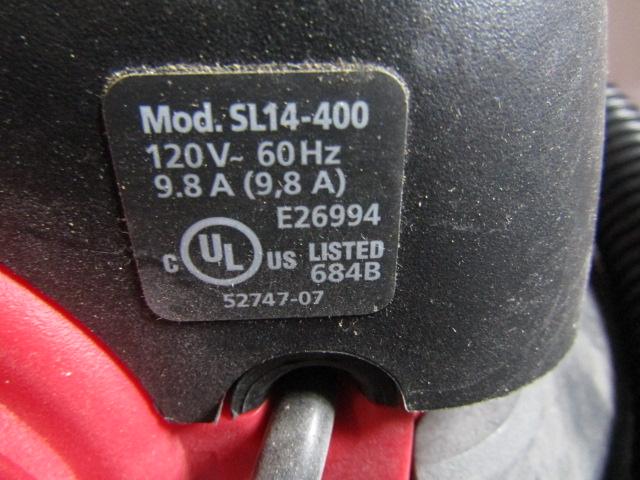 Mod. SL14-400
120V~ 60Hz
9.8 A (9,8 A)
E26994
C UL US LISTED
684B
52747-07